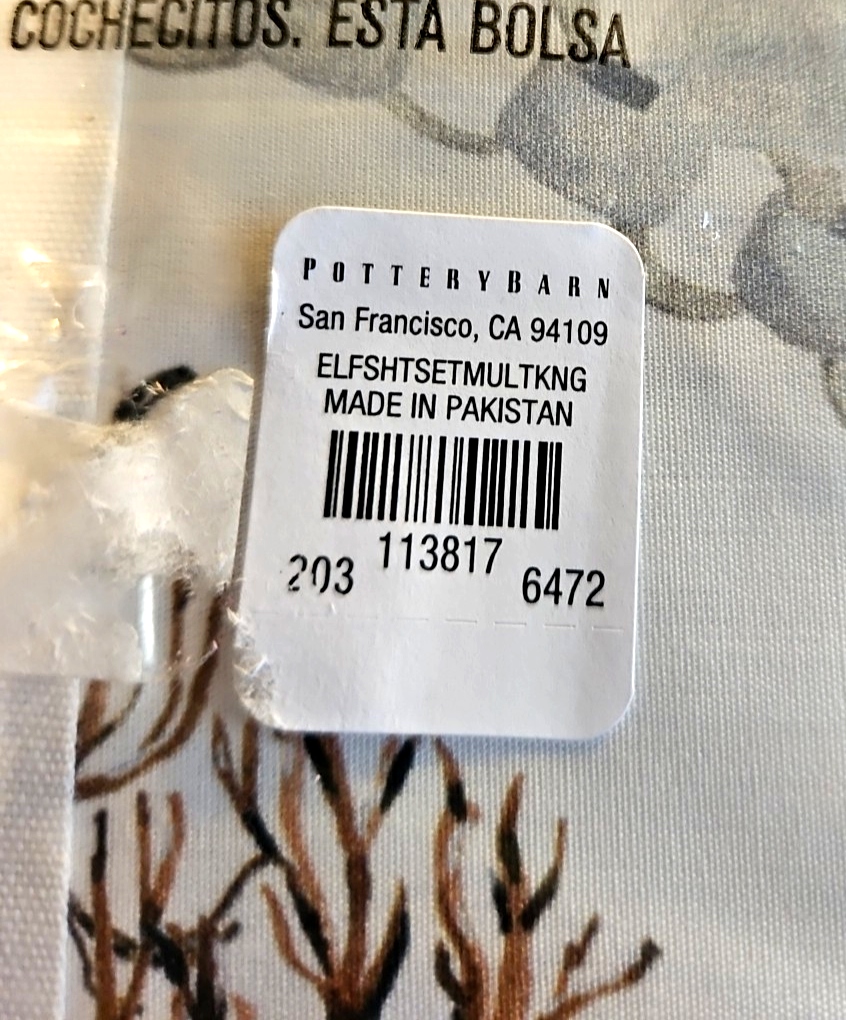 COCHECITOS. ESTA BOLSA
POTTERYBARN
San Francisco, CA 94109
ELFSHTSETMULTKNG
MADE IN PAKISTAN
113817
203 6472